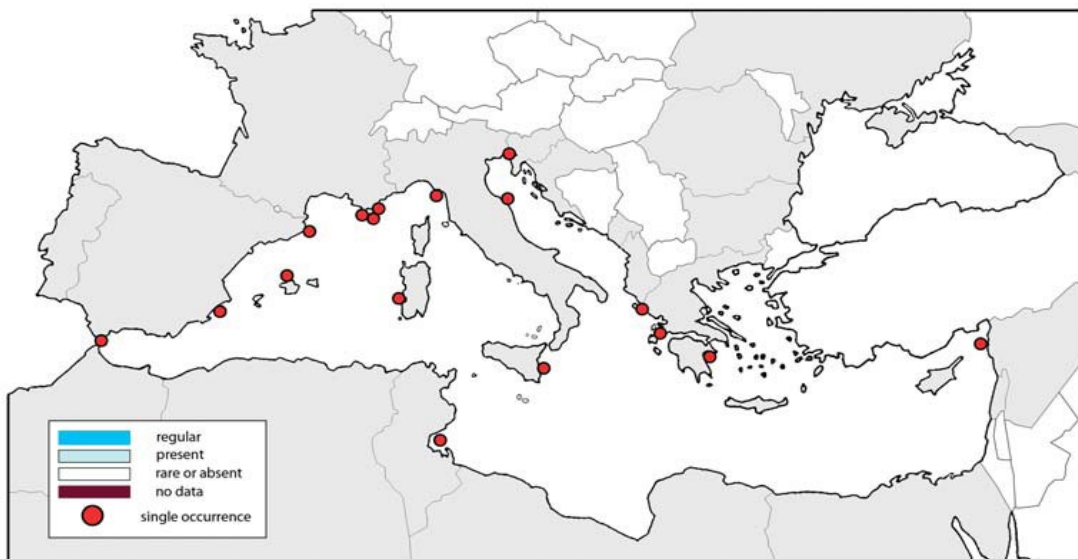 regular
present
rare or absent
no data
single occurrence